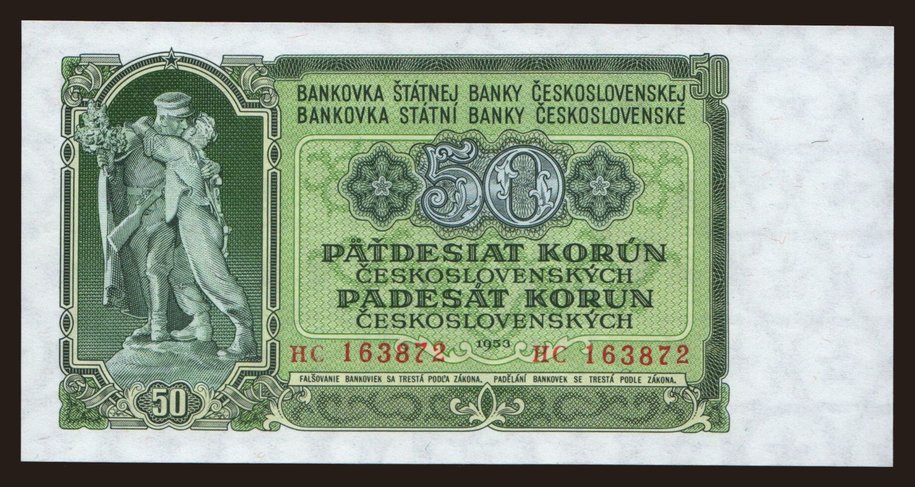 50
BANKOVKA ŠTÁTNEJ BANKY ČESKOSLOVENSKEJ
BANKOVKA STÁTNÍ BANKY ČESKOSLOVENSKÉ
50
PÄŤDESIAT KORÚN
ČESKOSLOVENSKÝCH
PADESÁT KORUN
ČESKOSLOVENSKÝCH
1953
HC 163872 HC 163872
FALŠOVANIE BANKOVIEK SA TRESTÁ PODĽA ZÁKONA. PADĚLÁNÍ BANKOVEK SE TRESTÁ PODLE ZÁKONA.
50